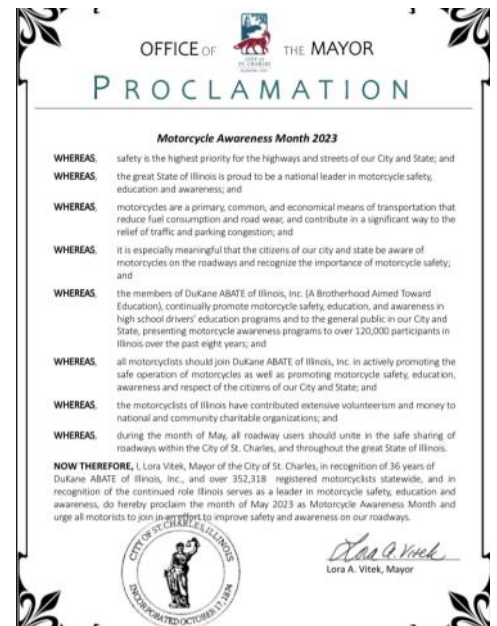 OFFICE OF THE MAYOR
CITY OF
ST. CHARLES
PROCLAMATION
Motorcycle Awareness Month 2023
WHEREAS, safety is the highest priority for the highways and streets of our City and State; and
WHEREAS, the great State of Illinois is proud to be a national leader in motorcycle safety,
education and awareness; and
WHEREAS, motorcycles are a primary, common, and economical means of transportation that
reduce fuel consumption and road wear, and contribute in a significant way to the
relief of traffic and parking congestion; and
WHEREAS, it is especially meaningful that the citizens of our city and state be aware of
motorcycles on the roadways and recognize the importance of motorcycle safety;
and
WHEREAS, the members of DuKane ABATE of Illinois, Inc. (A Brotherhood Aimed Toward
Education), continually promote motorcycle safety, education, and awareness in
high school drivers' education programs and to the general public in our City and
State, presenting motorcycle awareness programs to over 120,000 participants in
Illinois over the past eight years; and
WHEREAS, all motorcyclists should join DuKane ABATE of Illinois, Inc. in actively promoting the
safe operation of motorcycles as well as promoting motorcycle safety, education,
awareness and respect of the citizens of our City and State; and
WHEREAS, the motorcyclists of Illinois have contributed extensive volunteerism and money to
national and community charitable organizations; and
WHEREAS, during the month of May, all roadway users should unite in the safe sharing of
roadways within the City of St. Charles, and throughout the great State of Illinois.
NOW THEREFORE, I, Lora Vitek, Mayor of the City of St. Charles, in recognition of 36 years of
DuKane ABATE of Illinois, Inc., and over 352,318 registered motorcyclists statewide, and in
recognition of the continued role Illinois serves as a leader in motorcycle safety, education and
awareness, do hereby proclaim the month of May 2023 as Motorcycle Awareness Month and
urge all motorists to join in an effort to improve safety and awareness on our roadways.
CITY OF ST. CHARLES, ILLINOIS
INCORPORATED OCTOBER 17, 1874
Lora A. Vitek
Lora A. Vitek, Mayor